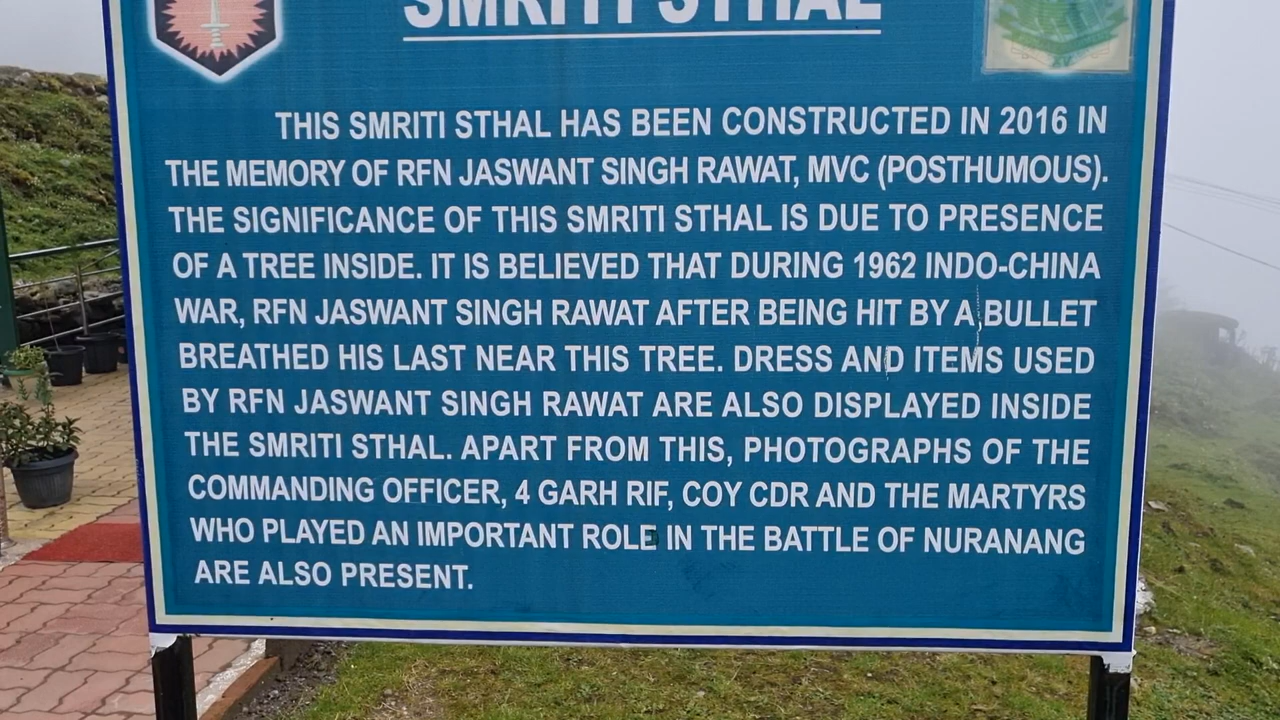 SMRITI STHAL
THIS SMRITI STHAL HAS BEEN CONSTRUCTED IN 2016 IN
THE MEMORY OF RFN JASWANT SINGH RAWAT, MVC (POSTHUMOUS).
THE SIGNIFICANCE OF THIS SMRITI STHAL IS DUE TO PRESENCE
OF A TREE INSIDE. IT IS BELIEVED THAT DURING 1962 INDO-CHINA
WAR, RFN JASWANT SINGH RAWAT AFTER BEING HIT BY A BULLET
BREATHED HIS LAST NEAR THIS TREE. DRESS AND ITEMS USED
BY RFN JASWANT SINGH RAWAT ARE ALSO DISPLAYED INSIDE
THE SMRITI STHAL. APART FROM THIS, PHOTOGRAPHS OF THE
COMMANDING OFFICER, 4 GARH RIF, COY CDR AND THE MARTYRS
WHO PLAYED AN IMPORTANT ROLE IN THE BATTLE OF NURANANG
ARE ALSO PRESENT.